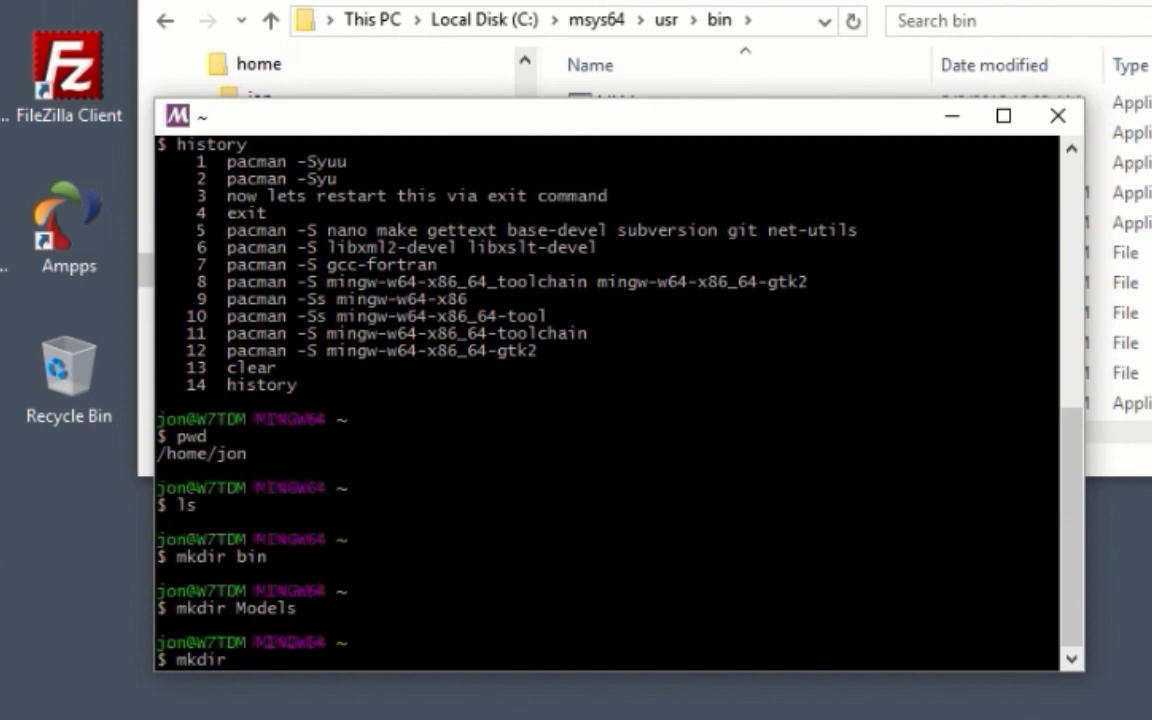 This PC > Local Disk (C:) > msys64 > usr > bin >
Search bin
home
Name
Date modified
Type
FileZilla Client
Ampps
Recycle Bin
~
$ history
1 pacman -Syuu
2 pacman -Syu
3 now lets restart this via exit command
4 exit
5 pacman -S nano make gettext base-devel subversion git net-utils
6 pacman -S libxml2-devel libxslt-devel
7 pacman -S gcc-fortran
8 pacman -S mingw-w64-x86_64_toolchain mingw-w64-x86_64-gtk2
9 pacman -Ss mingw-w64-x86
10 pacman -Ss mingw-w64-x86_64-tool
11 pacman -S mingw-w64-x86_64-toolchain
12 pacman -S mingw-w64-x86_64-gtk2
13 clear
14 history
jon@W7TDM MINGW64 ~
$ pwd
/home/jon
jon@W7TDM MINGW64 ~
$ ls
jon@W7TDM MINGW64 ~
$ mkdir bin
jon@W7TDM MINGW64 ~
$ mkdir Models
jon@W7TDM MINGW64 ~
$ mkdir
Appli
Appli
Appli
Appli
Appli
File
File
File
File
File
Appli